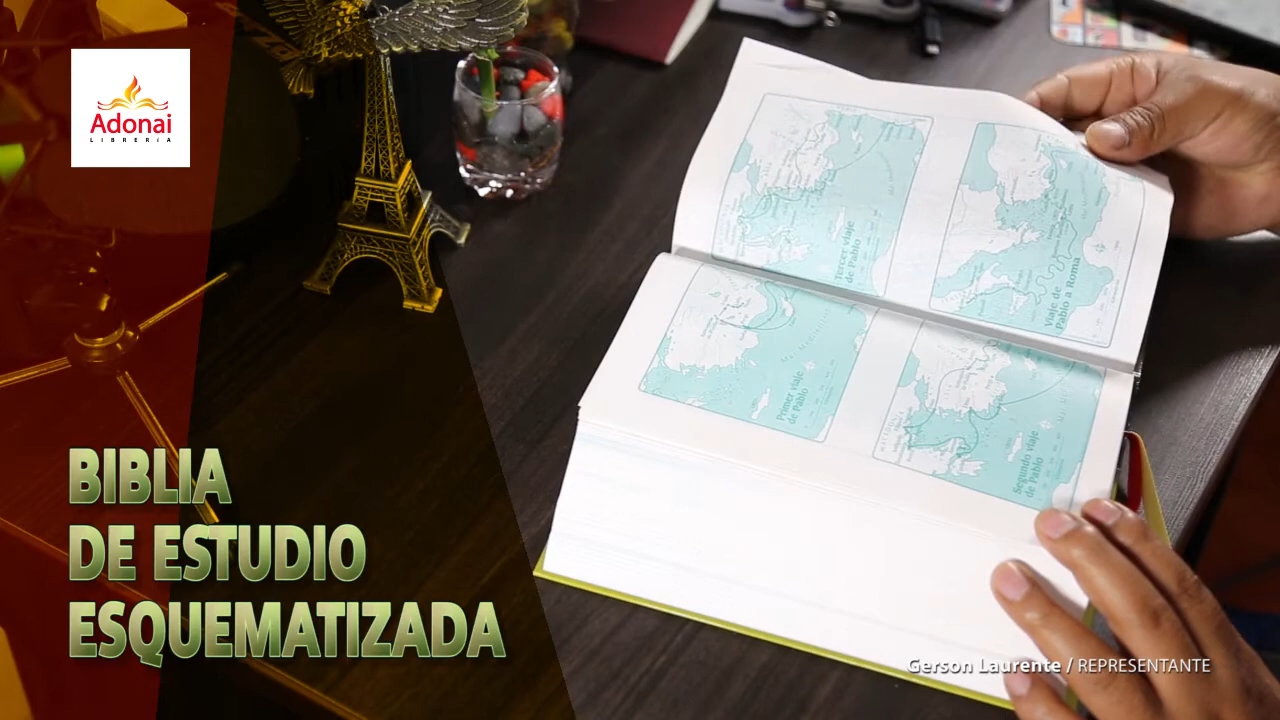 Adonai
LIBRERIA
BIBLIA
DE ESTUDIO
ESQUEMATIZADA
Tercer viaje
de Pablo
Viaje de
Pablo a Roma
Primer viaje
de Pablo
Segundo viaje
de Pablo
Gerson Laurente / REPRESENTANTE